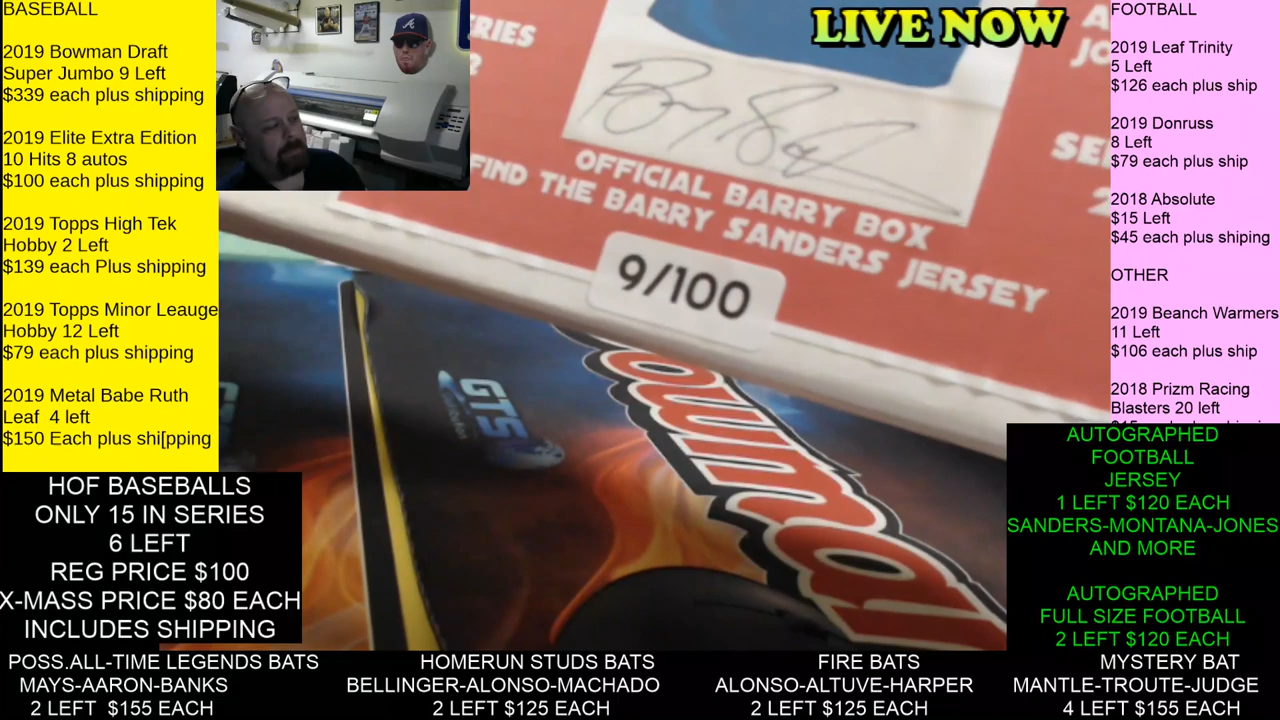 BASEBALL
2019 Bowman Draft
Super Jumbo 9 Left
$339 each plus shipping
2019 Elite Extra Edition
10 Hits 8 autos
$100 each plus shipping
2019 Topps High Tek
Hobby 2 Left
$139 each Plus shipping
2019 Topps Minor Leauge
Hobby 12 Left
$79 each plus shipping
2019 Metal Babe Ruth
Leaf 4 left
$150 Each plus shi[pping
HOF BASEBALLS
ONLY 15 IN SERIES
6 LEFT
REG PRICE $100
X-MASS PRICE $80 EACH
INCLUDES SHIPPING
LIVE NOW
OFFICIAL BARRY BOX
FIND THE BARRY SANDERS JERSEY
9/100
GTS
FOOTBALL
2019 Leaf Trinity
5 Left
$126 each plus ship
2019 Donruss
8 Left
$79 each plus ship
2018 Absolute
$15 Left
$45 each plus shiping
OTHER
2019 Beanch Warmers
11 Left
$106 each plus ship
2018 Prizm Racing
Blasters 20 left
AUTOGRAPHED
FOOTBALL
JERSEY
1 LEFT $120 EACH
SANDERS-MONTANA-JONES
AND MORE
AUTOGRAPHED
FULL SIZE FOOTBALL
2 LEFT $120 EACH
POSS.ALL-TIME LEGENDS BATS
MAYS-AARON-BANKS
2 LEFT $155 EACH
HOMERUN STUDS BATS
BELLINGER-ALONSO-MACHADO
2 LEFT $125 EACH
FIRE BATS
ALONSO-ALTUVE-HARPER
2 LEFT $125 EACH
MYSTERY BAT
MANTLE-TROUTE-JUDGE
4 LEFT $155 EACH